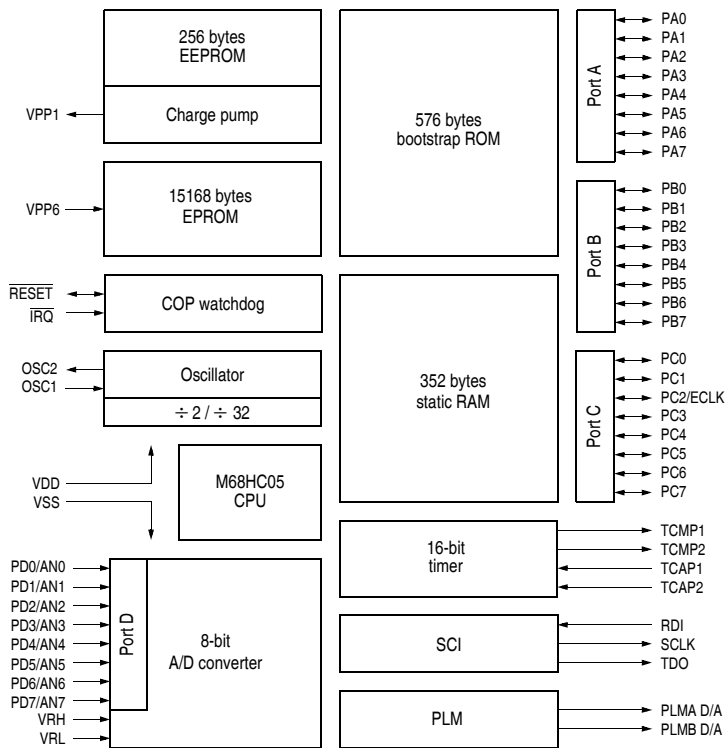 256 bytes
EEPROM
Charge pump
VPP1
15168 bytes
EPROM
VPP6
COP watchdog
RESET
IRQ
Oscillator
÷ 2 / ÷ 32
OSC2
OSC1
M68HC05
CPU
VDD
VSS
PD0/AN0
PD1/AN1
PD2/AN2
PD3/AN3
PD4/AN4
PD5/AN5
PD6/AN6
PD7/AN7
VRH
VRL
Port D
8-bit
A/D converter
576 bytes
bootstrap ROM
352 bytes
static RAM
16-bit
timer
SCI
PLM
Port A
PA0
PA1
PA2
PA3
PA4
PA5
PA6
PA7
Port B
PB0
PB1
PB2
PB3
PB4
PB5
PB6
PB7
Port C
PC0
PC1
PC2/ECLK
PC3
PC4
PC5
PC6
PC7
TCMP1
TCMP2
TCAP1
TCAP2
RDI
SCLK
TDO
PLMA D/A
PLMB D/A